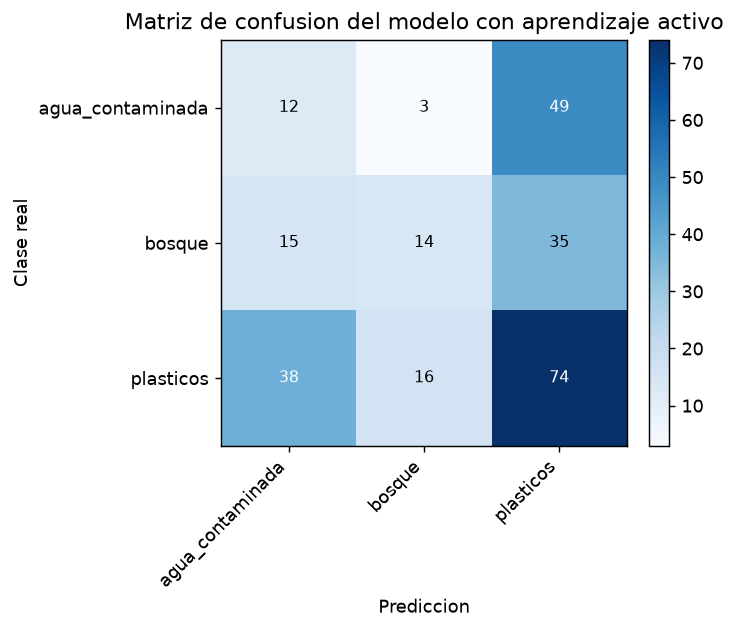 Matriz de confusion del modelo con aprendizaje activo
agua_contaminada
12
3
49
bosque
15
14
35
plasticos
38
16
74
Clase real
agua_contaminada
bosque
plasticos
Prediccion
70
60
50
40
30
20
10